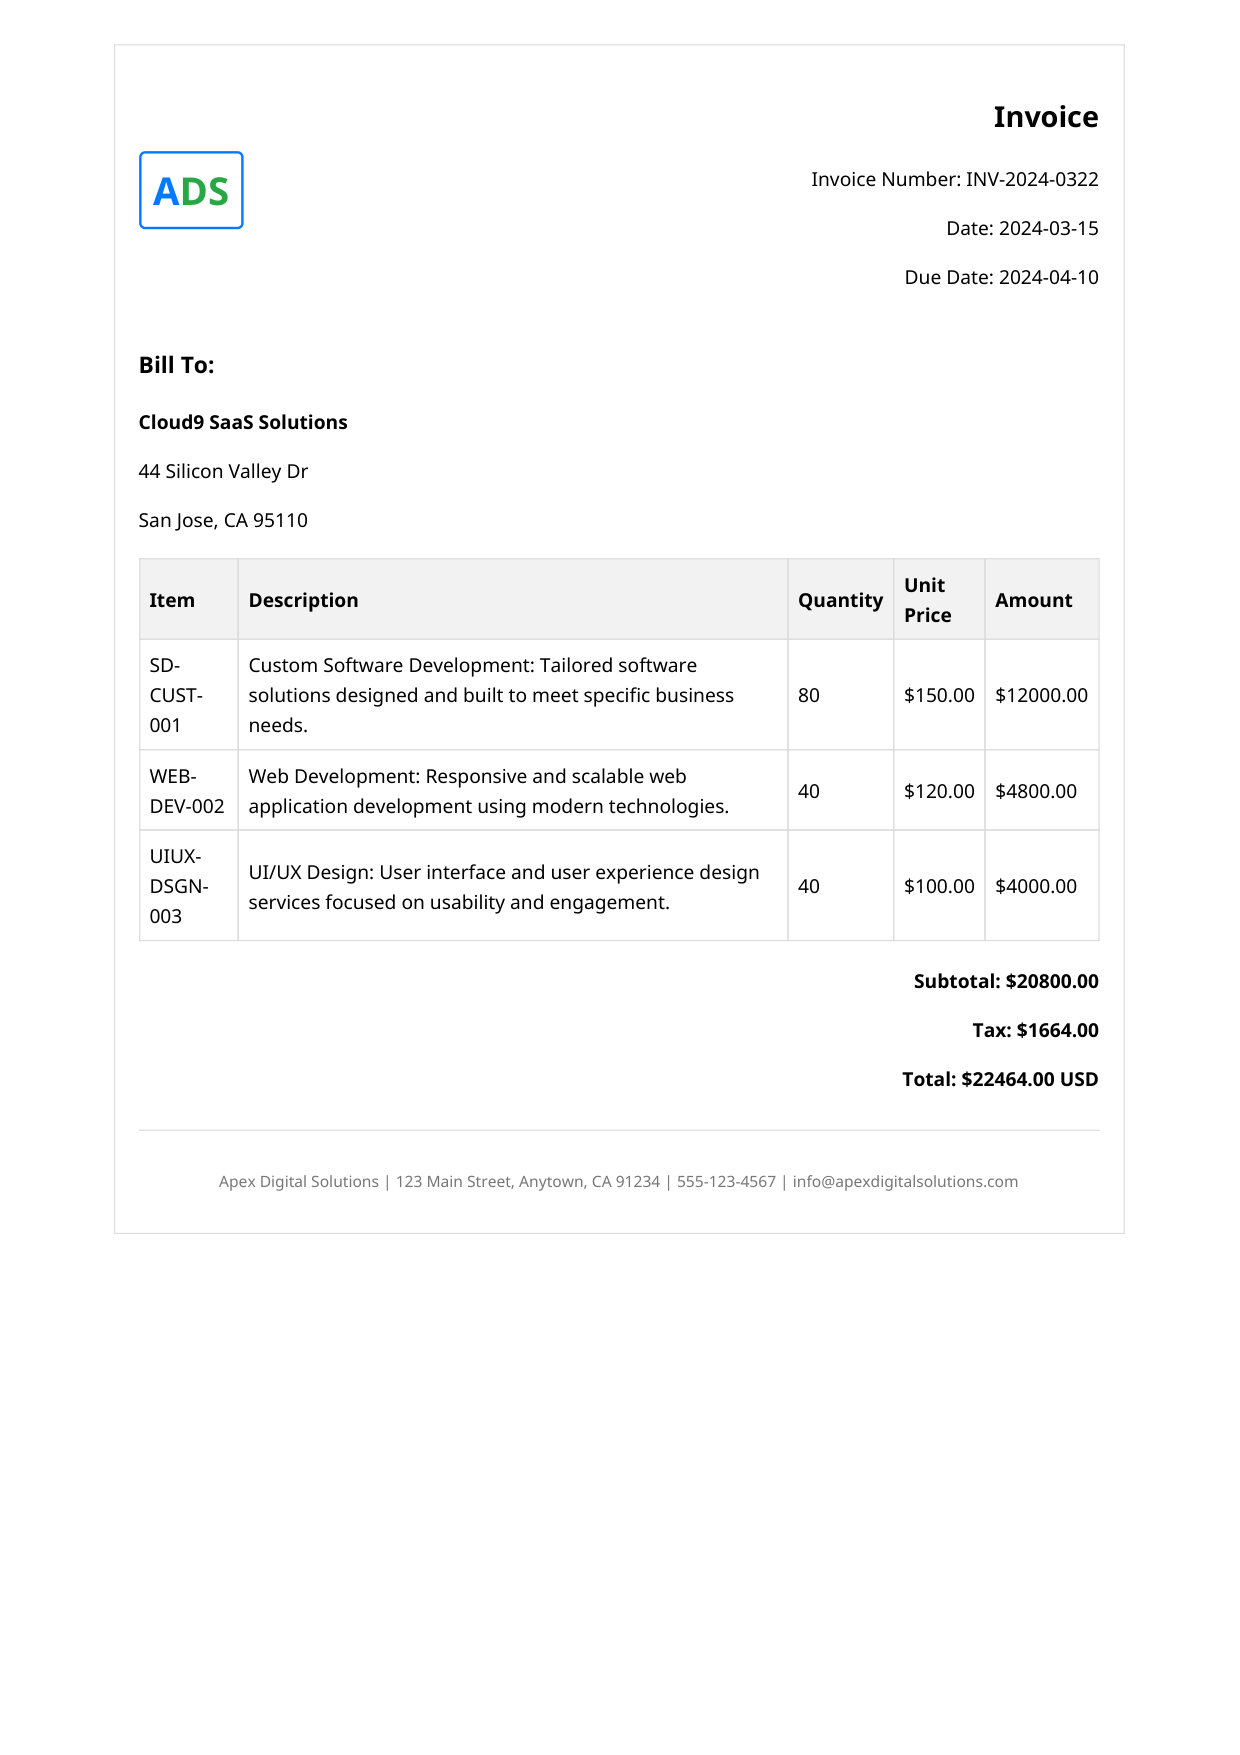 Invoice
ADS
Invoice Number: INV-2024-0322
Date: 2024-03-15
Due Date: 2024-04-10
Bill To:
Cloud9 SaaS Solutions
44 Silicon Valley Dr
San Jose, CA 95110
Item Description Quantity Unit Price Amount
SD-CUST-001 Custom Software Development: Tailored software solutions designed and built to meet specific business needs. 80 $150.00 $12000.00
WEB-DEV-002 Web Development: Responsive and scalable web application development using modern technologies. 40 $120.00 $4800.00
UIUX-DSGN-003 UI/UX Design: User interface and user experience design services focused on usability and engagement. 40 $100.00 $4000.00
Subtotal: $20800.00
Tax: $1664.00
Total: $22464.00 USD
Apex Digital Solutions | 123 Main Street, Anytown, CA 91234 | 555-123-4567 | info@apexdigitalsolutions.com